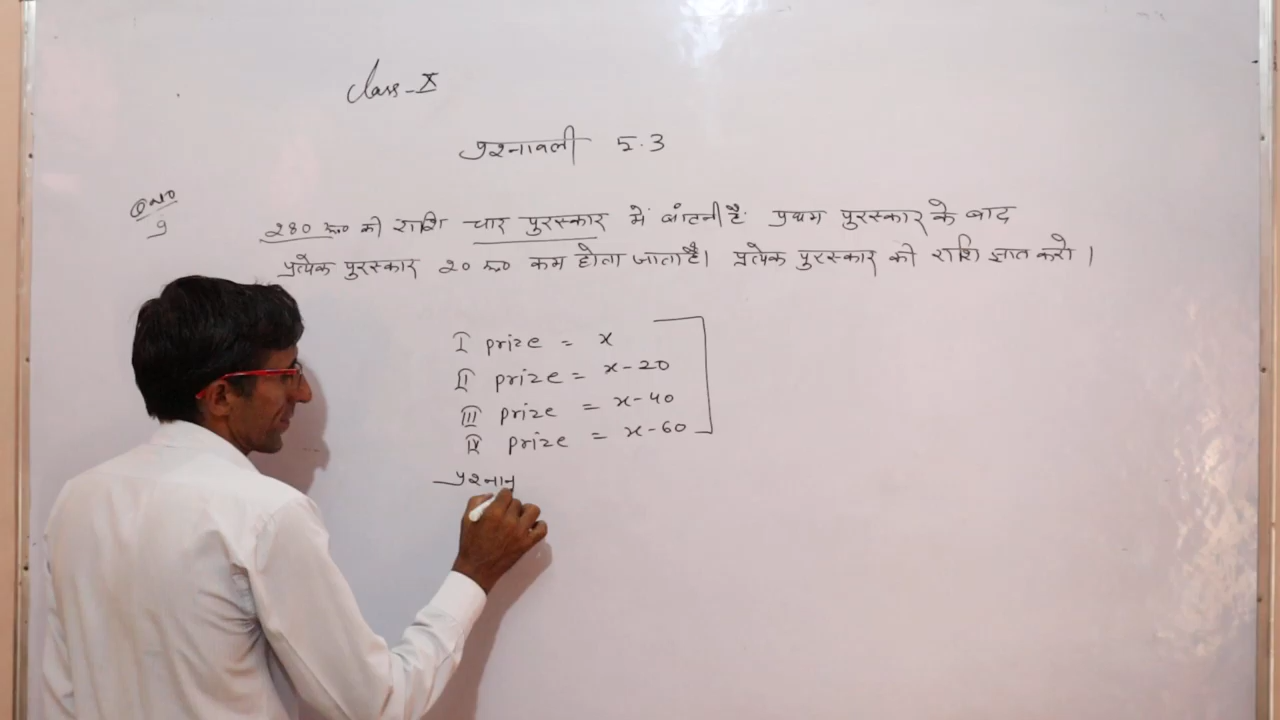 Class-X
प्रश्नावली 5.3
Q.NO
9
280 रू० की राशि चार पुरस्कार में बांटनी है प्रथम पुरस्कार के बाद
प्रत्येक पुरस्कार 20 रू० कम होता जाता है। प्रत्येक पुरस्कार की राशि ज्ञात करो।
I prize = x
II prize = x-20
III prize = x-40
IV prize = x-60
प्रश्नानु